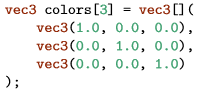 vec3 colors[3] = vec3[](
    vec3(1.0, 0.0, 0.0),
    vec3(0.0, 1.0, 0.0),
    vec3(0.0, 0.0, 1.0)
);